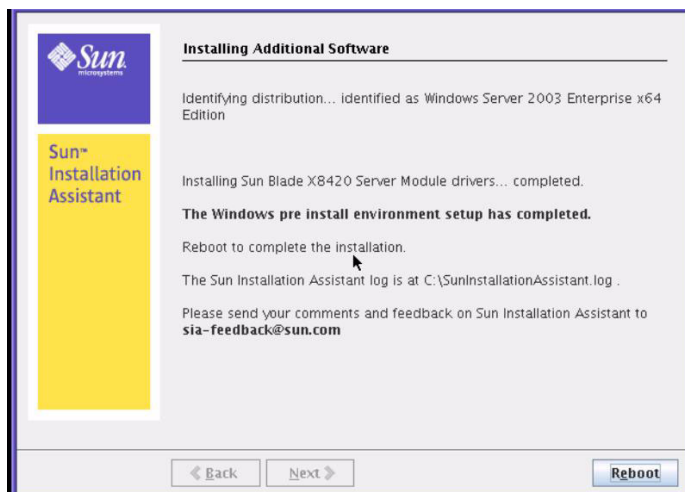 Sun
microsystems
Sun™
Installation
Assistant
Installing Additional Software
Identifying distribution... identified as Windows Server 2003 Enterprise x64
Edition
Installing Sun Blade X8420 Server Module drivers... completed.
The Windows pre install environment setup has completed.
Reboot to complete the installation.
The Sun Installation Assistant log is at C:\SunInstallationAssistant.log .
Please send your comments and feedback on Sun Installation Assistant to
sia-feedback@sun.com
Back
Next
Reboot